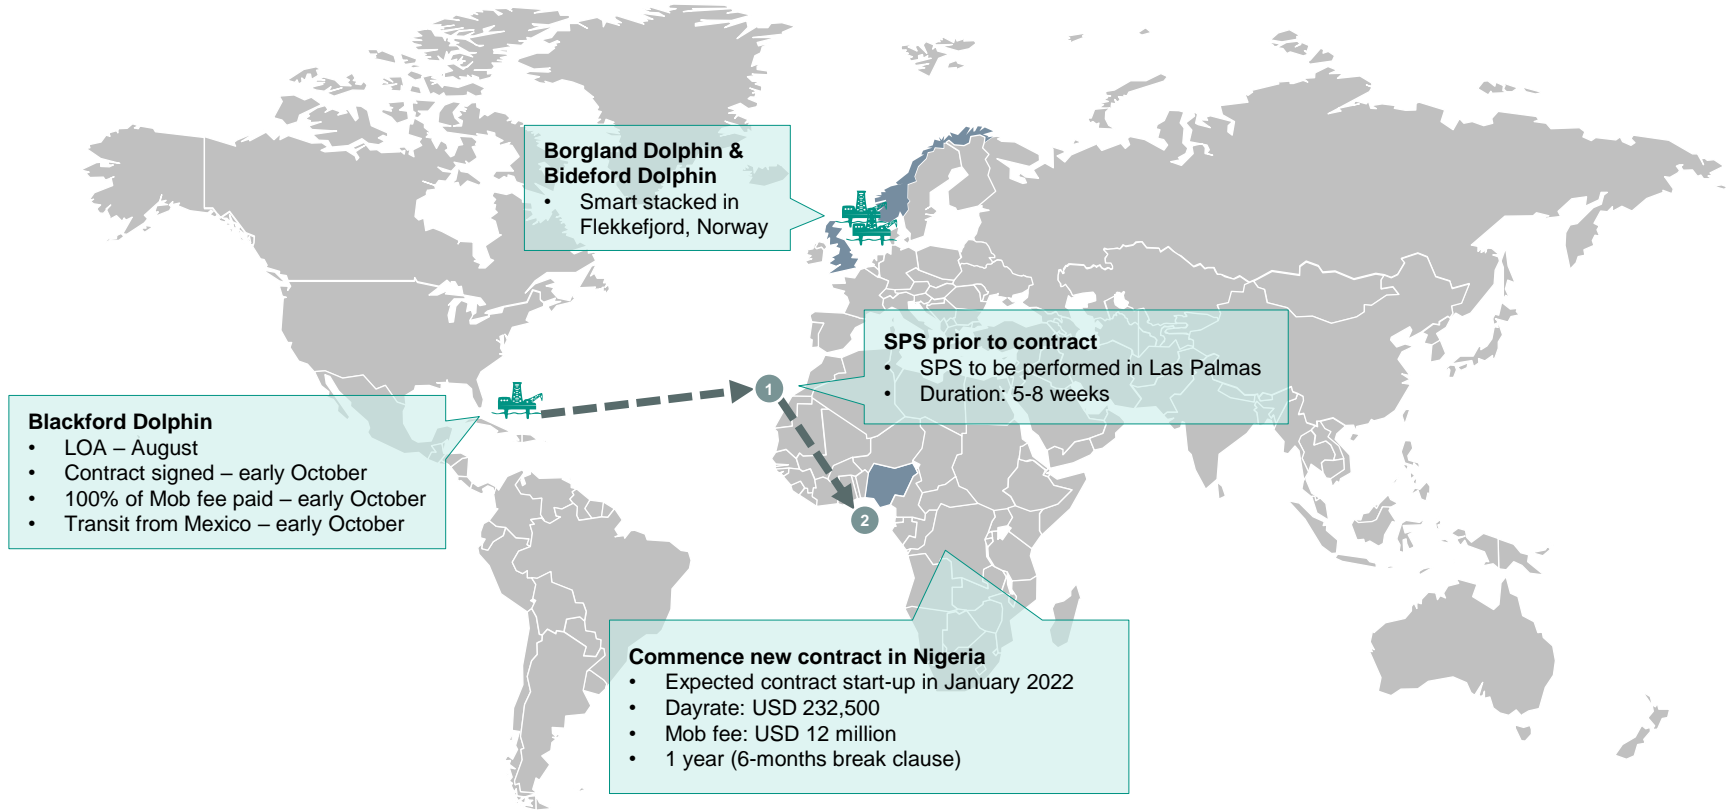 Borgland Dolphin &
Bideford Dolphin
• Smart stacked in
Flekkefjord, Norway
SPS prior to contract
• SPS to be performed in Las Palmas
• Duration: 5-8 weeks
1
Blackford Dolphin
• LOA – August
• Contract signed – early October
• 100% of Mob fee paid – early October
• Transit from Mexico – early October
2
Commence new contract in Nigeria
• Expected contract start-up in January 2022
• Dayrate: USD 232,500
• Mob fee: USD 12 million
• 1 year (6-months break clause)